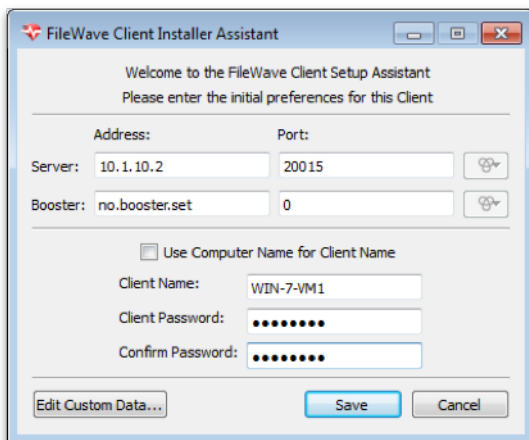 FileWave Client Installer Assistant
Welcome to the FileWave Client Setup Assistant
Please enter the initial preferences for this Client
Address: Port:
Server: 10.1.10.2 20015
Booster: no.booster.set 0
Use Computer Name for Client Name
Client Name: WIN-7-VM1
Client Password: ●●●●●●●●
Confirm Password: ●●●●●●●●
Edit Custom Data... Save Cancel